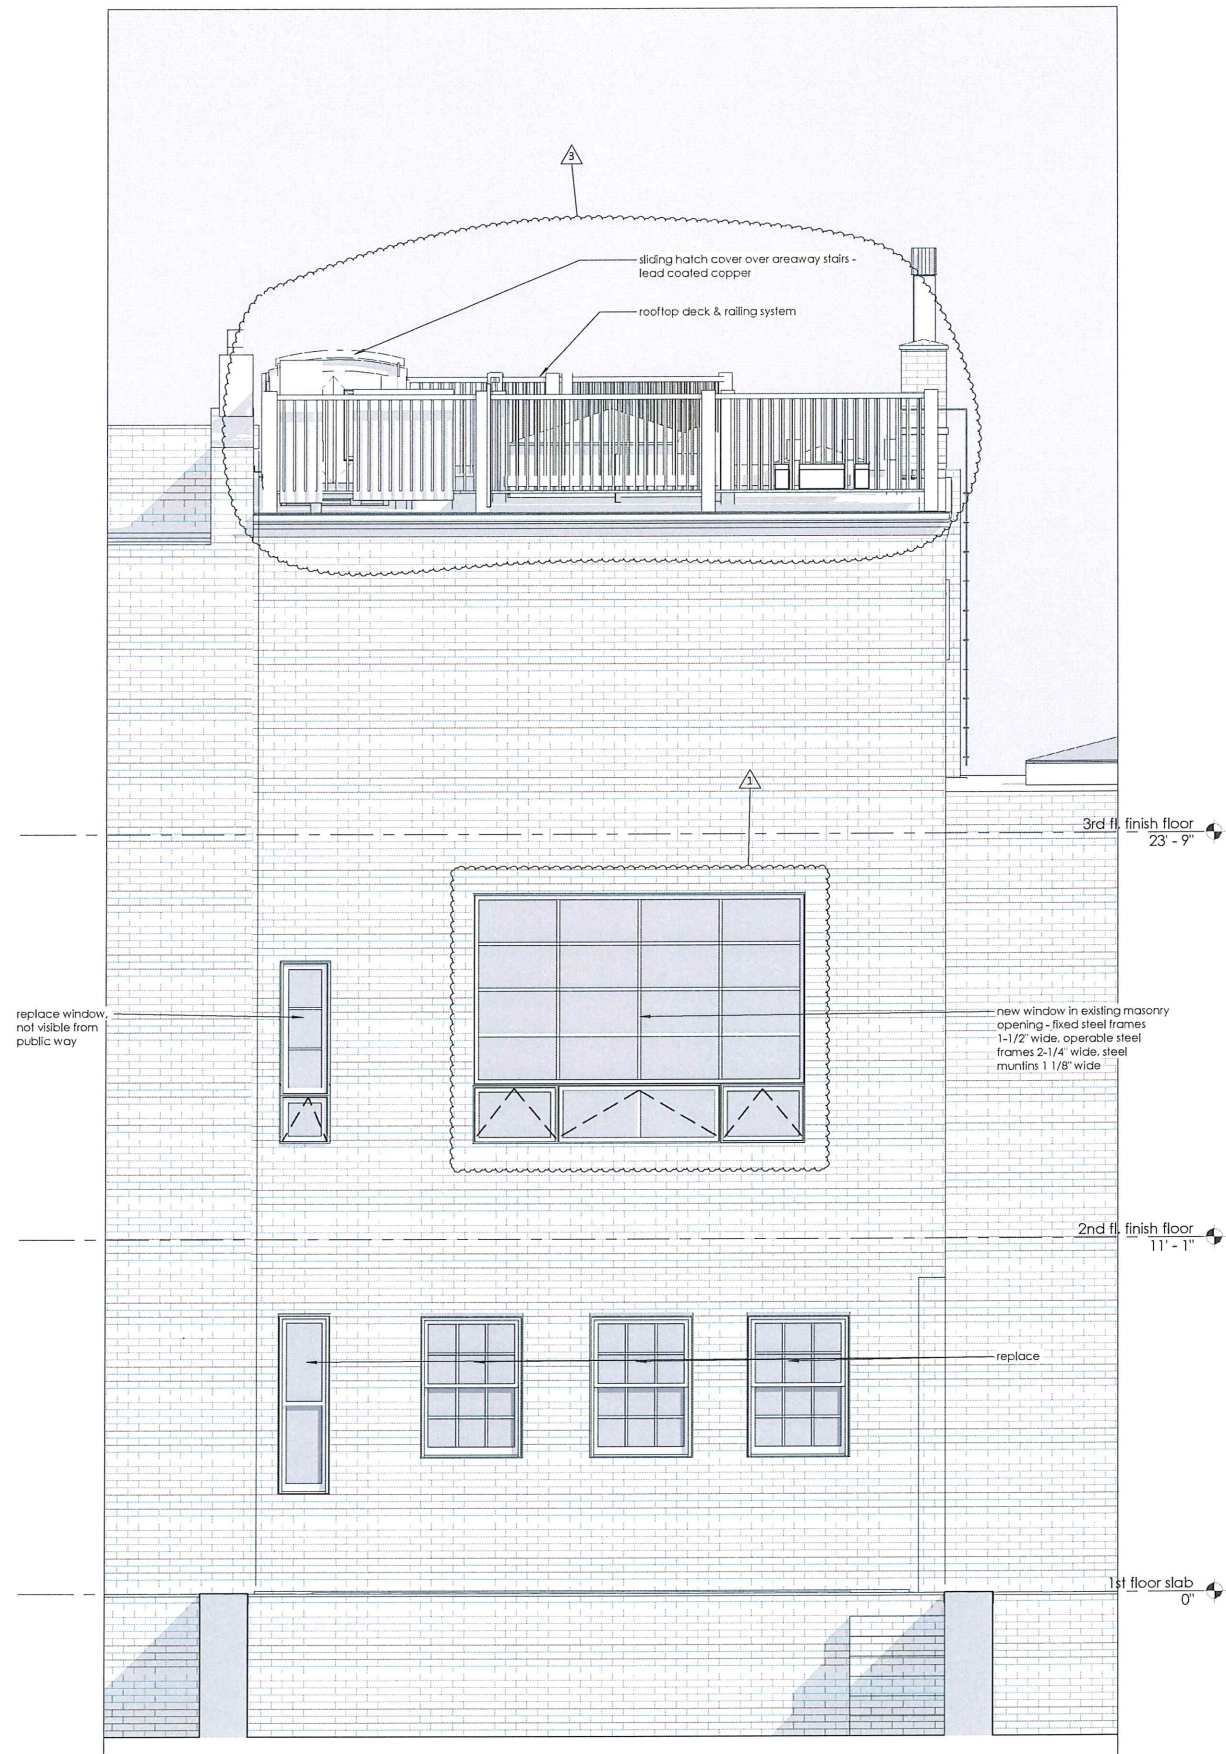 3
sliding hatch cover over areaway stairs -
lead coated copper
rooftop deck & railing system
1
3rd fl. finish floor
23' - 9"
replace window,
not visible from
public way
new window in existing masonry
opening - fixed steel frames
1-1/2" wide, operable steel
frames 2-1/4" wide, steel
muntins 1 1/8" wide
2nd fl. finish floor
11' - 1"
replace
1st floor slab
0"